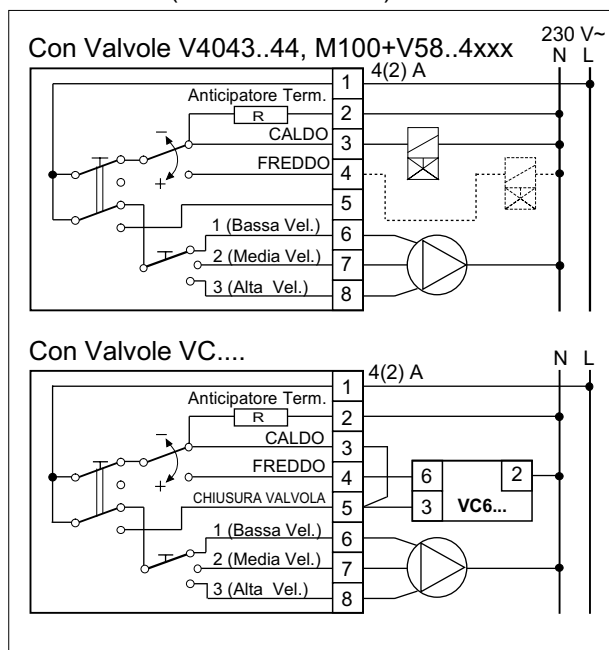 Con Valvole V4043..44, M100+V58..4xxx
230 V~
N L
4(2) A
1
Anticipatore Term.
R
2
CALDO
3
FREDDO
4
5
1 (Bassa Vel.)
6
2 (Media Vel.)
7
3 (Alta Vel.)
8
−
+
Con Valvole VC....
N L
4(2) A
1
Anticipatore Term.
R
2
CALDO
3
FREDDO
4
6
2
CHIUSURA VALVOLA
5
3
VC6...
1 (Bassa Vel.)
6
2 (Media Vel.)
7
3 (Alta Vel.)
8
−
+